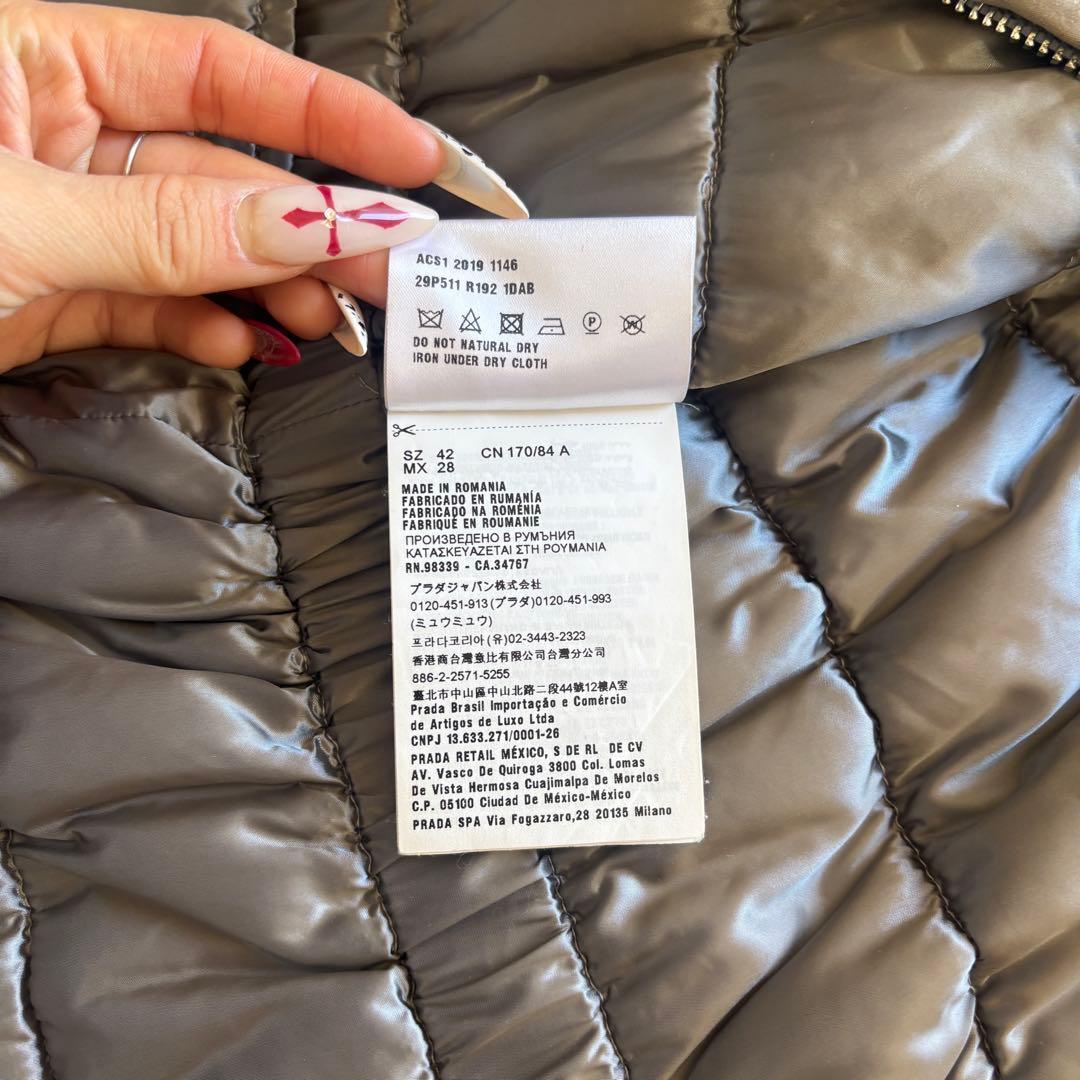 ACS1 2019 1146
29P511 R192 1DAB
DO NOT NATURAL DRY
IRON UNDER DRY CLOTH
SZ 42 CN 170/84 A
MX 28
MADE IN ROMANIA
FABRICADO EN RUMANÍA
FABRICADO NA ROMÉNIA
FABRIQUÉ EN ROUMANIE
ПРОИЗВЕДЕНО В РУМЪНИЯ
ΚΑΤΑΣΚΕΥΑΖΕΤΑΙ ΣΤΗ ΡΟΥΜΑΝΙΑ
RN.98339 - CA.34767
プラダジャパン株式会社
0120-451-913(プラダ)0120-451-993
(ミュウミュウ)
프라다코리아(유)02-3443-2323
香港商台灣意比有限公司台灣分公司
886-2-2571-5255
臺北市中山區中山北路二段44號12樓A室
Prada Brasil Importação e Comércio
de Artigos de Luxo Ltda
CNPJ 13.633.271/0001-26
PRADA RETAIL MÉXICO, S DE RL DE CV
AV. Vasco De Quiroga 3800 Col. Lomas
De Vista Hermosa Cuajimalpa De Morelos
C.P. 05100 Ciudad De México-México
PRADA SPA Via Fogazzaro,28 20135 Milano